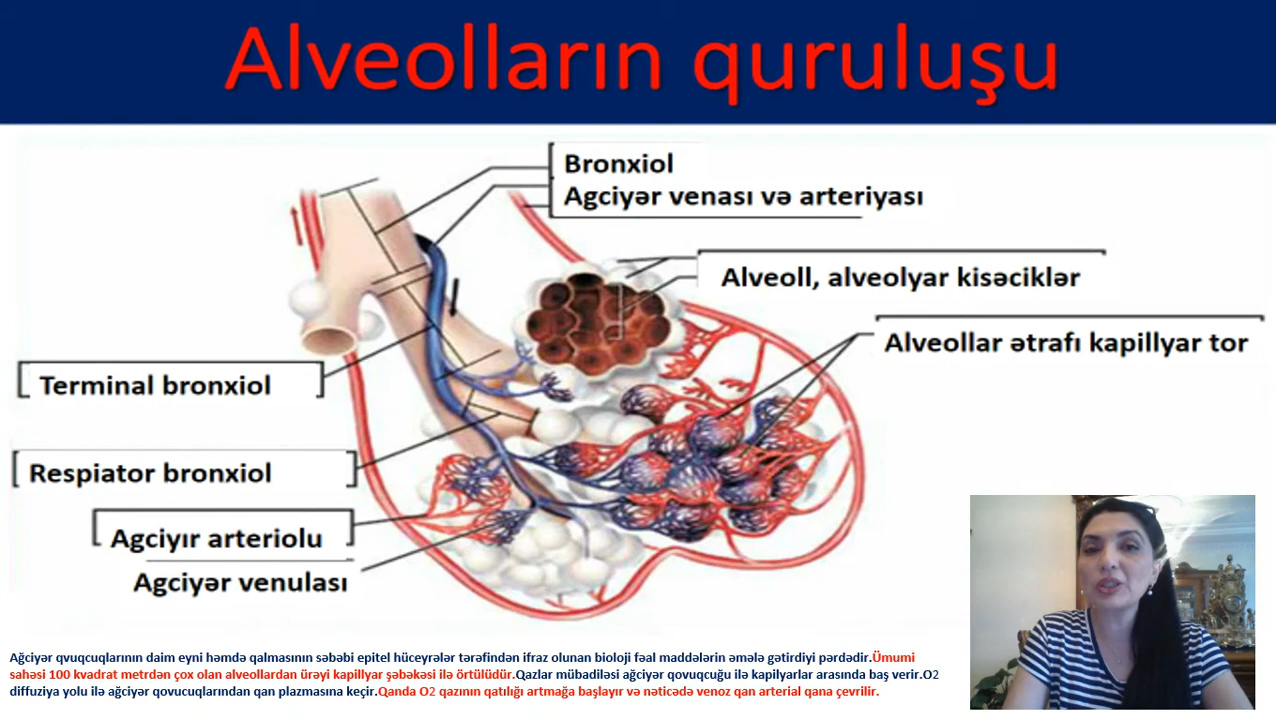 Alveolların quruluşu
Bronxiol
Agciyər venası və arteriyası
Alveoll, alveolyar kisəciklər
Alveollar ətrafı kapillyar tor
Terminal bronxiol
Respiator bronxiol
Agciyır arteriolu
Agciyər venulası
Ağciyər qvuqcuqlarının daim eyni həmdə qalmasının səbəbi epitel hüceyrələr tərəfindən ifraz olunan bioloji fəal maddələrin əmələ gətirdiyi pərdədir.Ümumi
sahəsi 100 kvadrat metrdən çox olan alveollardan ürəyi kapillyar şəbəkəsi ilə örtülüdür.Qazlar mübadiləsi ağciyər qovuqcuğu ilə kapilyarlar arasında baş verir.O2
diffuziya yolu ilə ağciyər qovucuqlarından qan plazmasına keçir.Qanda O2 qazının qatılığı artmağa başlayır və nəticədə venoz qan arterial qana çevrilir.